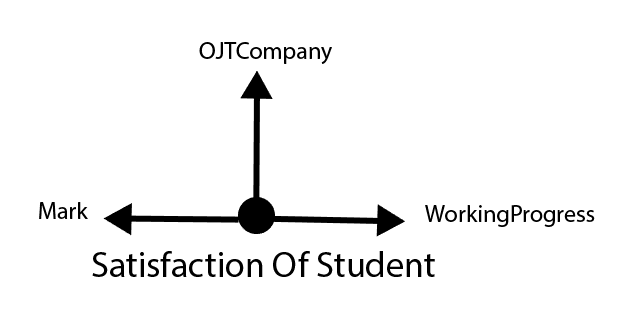 OJTCompany
Mark
WorkingProgress
Satisfaction Of Student